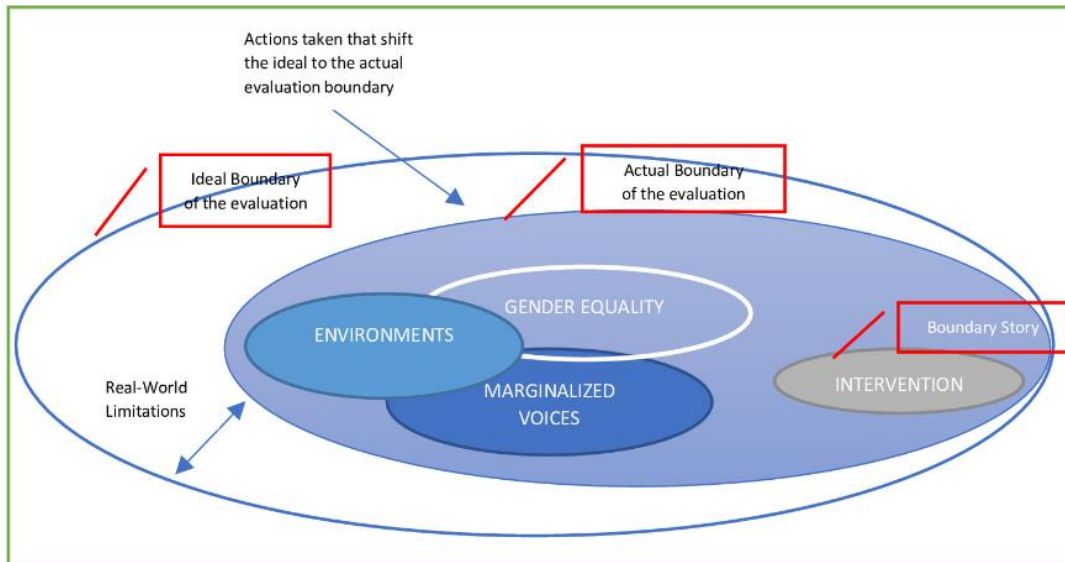 Actions taken that shift
the ideal to the actual
evaluation boundary
Ideal Boundary
of the evaluation
Actual Boundary
of the evaluation
GENDER EQUALITY
ENVIRONMENTS
Boundary Story
MARGINALIZED
VOICES
INTERVENTION
Real-World
Limitations